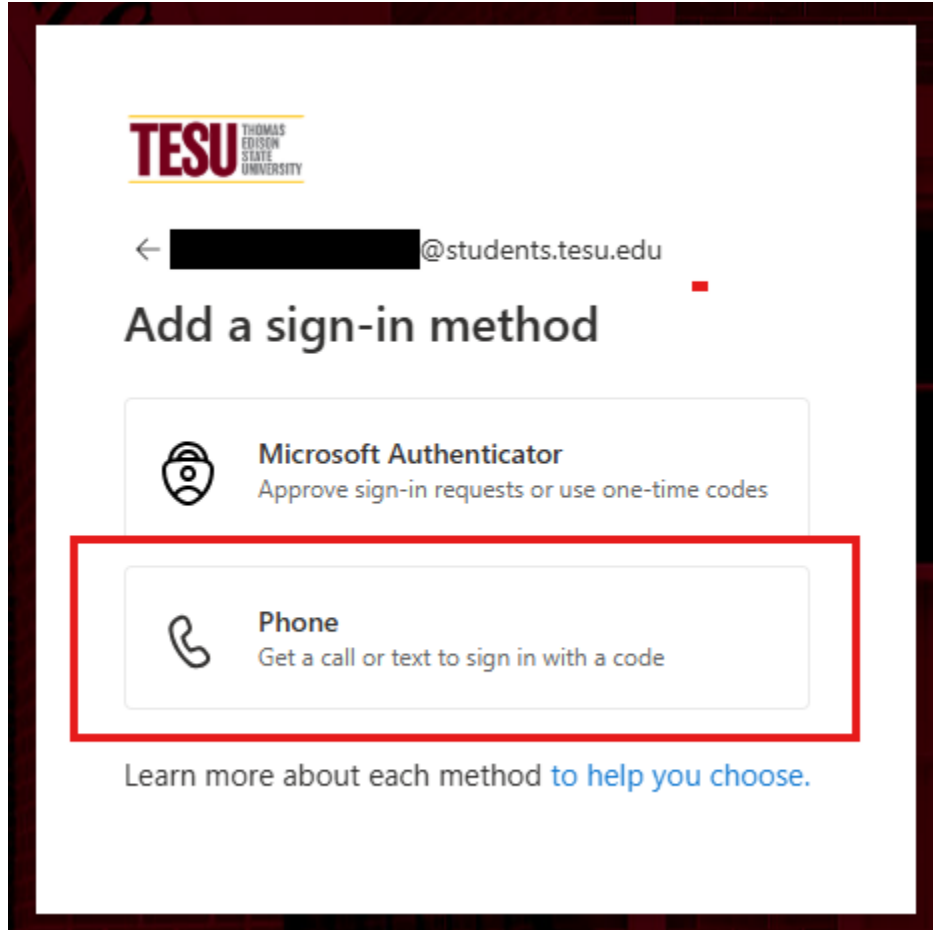 TESU THOMAS
EDISON
STATE
UNIVERSITY
@students.tesu.edu
Add a sign-in method
Microsoft Authenticator
Approve sign-in requests or use one-time codes
Phone
Get a call or text to sign in with a code
Learn more about each method to help you choose.